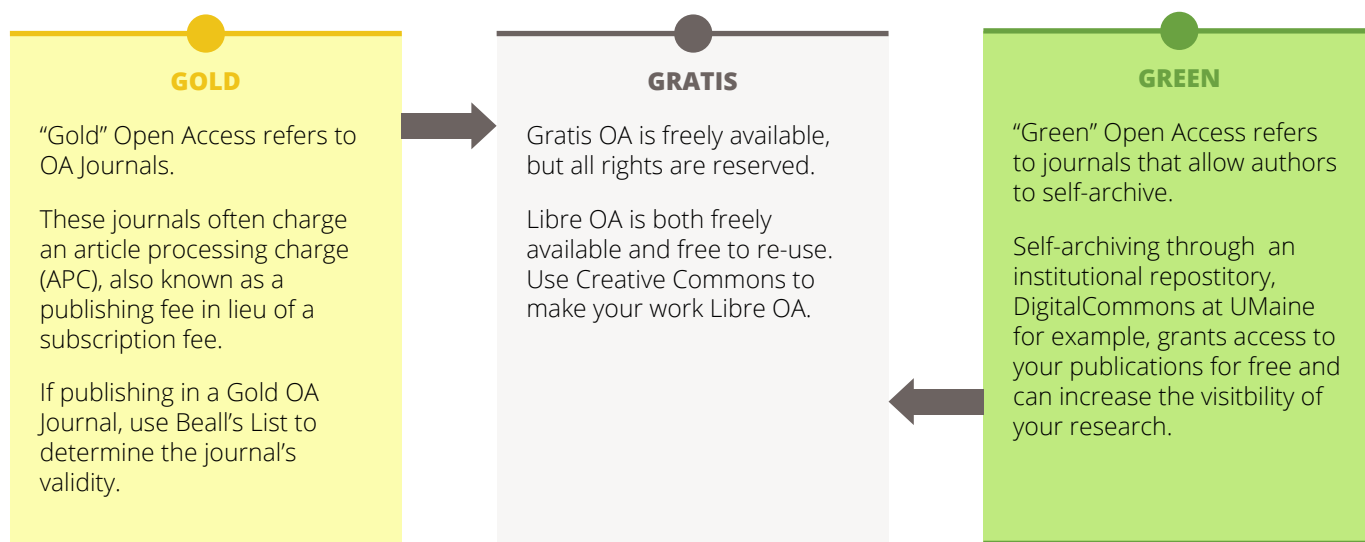 GOLD
“Gold” Open Access refers to
OA Journals.
These journals often charge
an article processing charge
(APC), also known as a
publishing fee in lieu of a
subscription fee.
If publishing in a Gold OA
Journal, use Beall’s List to
determine the journal’s
validity.
GRATIS
Gratis OA is freely available,
but all rights are reserved.
Libre OA is both freely
available and free to re-use.
Use Creative Commons to
make your work Libre OA.
GREEN
“Green” Open Access refers
to journals that allow authors
to self-archive.
Self-archiving through  an
institutional repostitory,
DigitalCommons at UMaine
for example, grants access to
your publications for free and
can increase the visitbility of
your research.